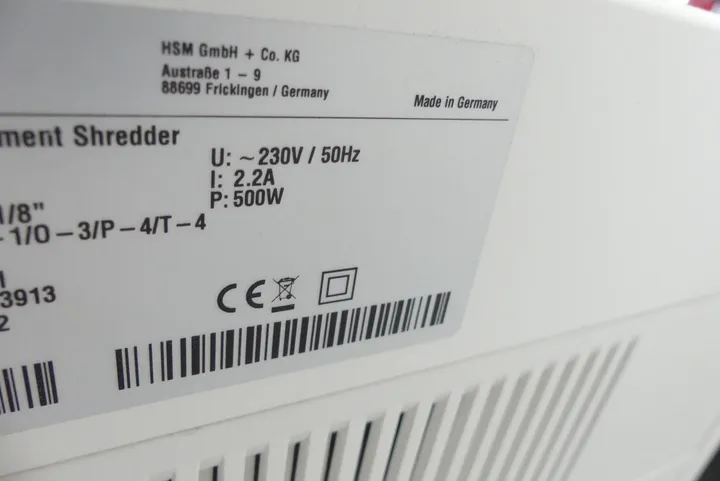 HSM GmbH + Co. KG
Austraße 1 – 9
88699 Frickingen / Germany
Made in Germany
ment Shredder
U: ~ 230V / 50Hz
I: 2.2A
P: 500W
1/8"
- 1/O – 3/P – 4/T – 4
3913
2
CE